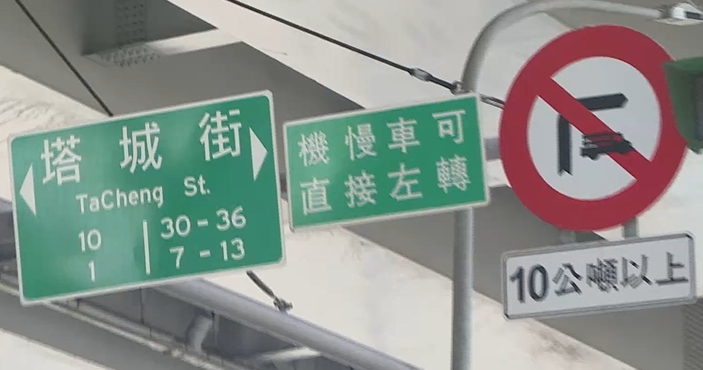 塔城街
TaCheng St.
10 30-36
1 7-13
機慢車可
直接左轉
10公噸以上